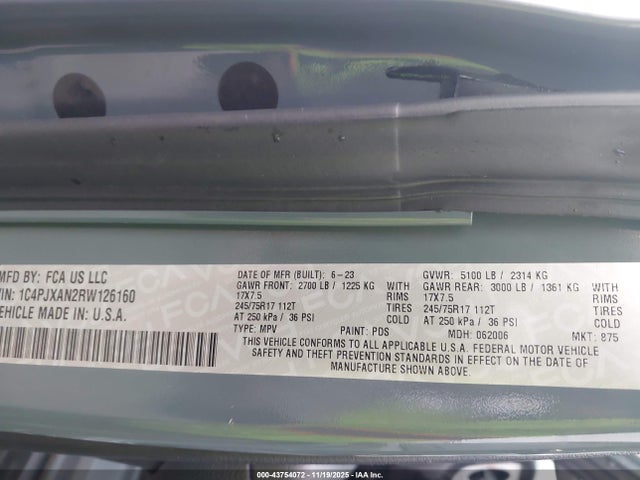 MFD BY: FCA US LLC
VIN: 1C4PJXAN2RW126160
VEHICLE MADE IN: U.S.A.
DATE OF MFR (BUILT): 6-23
GAWR FRONT: 2700 LB / 1225 KG WITH
17X7.5 RIMS
245/75R17 112T TIRES
AT 250 kPa / 36 PSI COLD
TYPE: MPV PAINT: PDS
GVWR: 5100 LB / 2314 KG
GAWR REAR: 3000 LB / 1361 KG WITH
17X7.5 RIMS
245/75R17 112T TIRES
AT 250 kPa / 36 PSI COLD
MDH: 062006 MKT: 875
THIS VEHICLE CONFORMS TO ALL APPLICABLE U.S.A. FEDERAL MOTOR VEHICLE
SAFETY AND THEFT PREVENTION STANDARDS IN EFFECT ON THE DATE OF
MANUFACTURE SHOWN ABOVE.
000-43754072 - 11/19/2025 - IAA Inc.